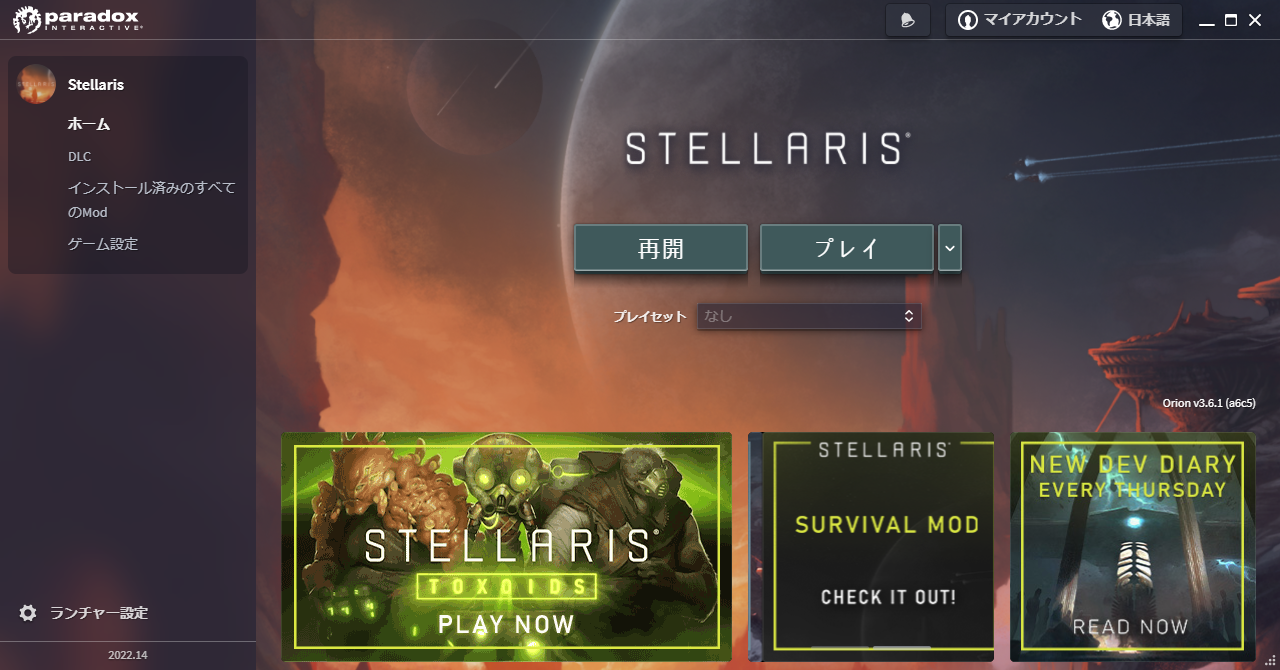 paradox
INTERACTIVE
マイアカウント
日本語
Stellaris
ホーム
DLC
インストール済みのすべて
のMod
ゲーム設定
STELLARIS
再開
プレイ
プレイセット
なし
Orion v3.6.1 (a6c5)
STELLARIS
TOXOIDS
PLAY NOW
STELLARIS
SURVIVAL MOD
CHECK IT OUT!
NEW DEV DIARY
EVERY THURSDAY
READ NOW
ランチャー設定
2022.14